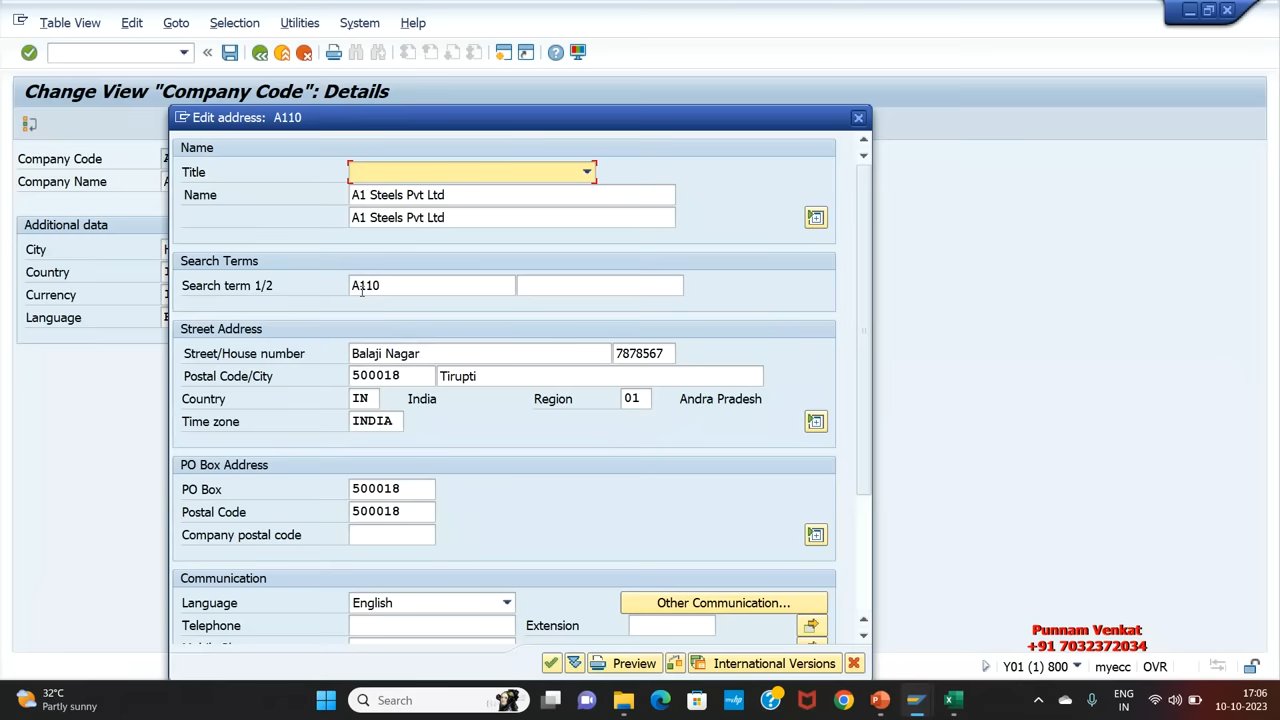 Table View Edit Goto Selection Utilities System Help
Change View "Company Code": Details
Edit address: A110
Name
Company Code
Title
Company Name
Name A1 Steels Pvt Ltd
A1 Steels Pvt Ltd
Additional data
City
Search Terms
Country
Search term 1/2 A110
Currency
Language
Street Address
Street/House number Balaji Nagar 7878567
Postal Code/City 500018 Tirupti
Country IN India Region 01 Andra Pradesh
Time zone INDIA
PO Box Address
PO Box 500018
Postal Code 500018
Company postal code
Communication
Language English Other Communication...
Telephone Extension
Punnam Venkat
+91 7032372034
Preview International Versions
Y01 (1) 800 myecc OVR
32°C
Partly sunny
Search
ENG
IN
17:06
10-10-2023